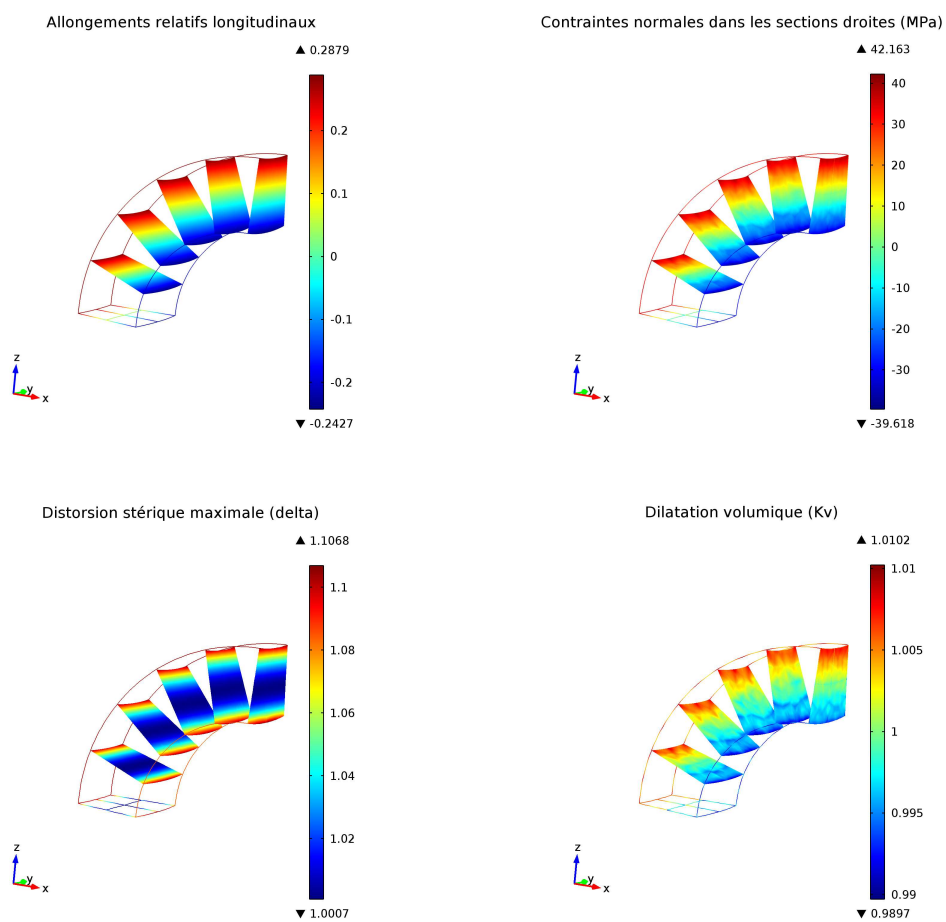 Allongements relatifs longitudinaux
▲ 0.2879
0.2
0.1
0
-0.1
-0.2
▼ -0.2427
z
y
x
Contraintes normales dans les sections droites (MPa)
▲ 42.163
40
30
20
10
0
-10
-20
-30
▼ -39.618
z
y
x
Distorsion stérique maximale (delta)
▲ 1.1068
1.1
1.08
1.06
1.04
1.02
▼ 1.0007
z
y
x
Dilatation volumique (Kv)
▲ 1.0102
1.01
1.005
1
0.995
0.99
▼ 0.9897
z
y
x